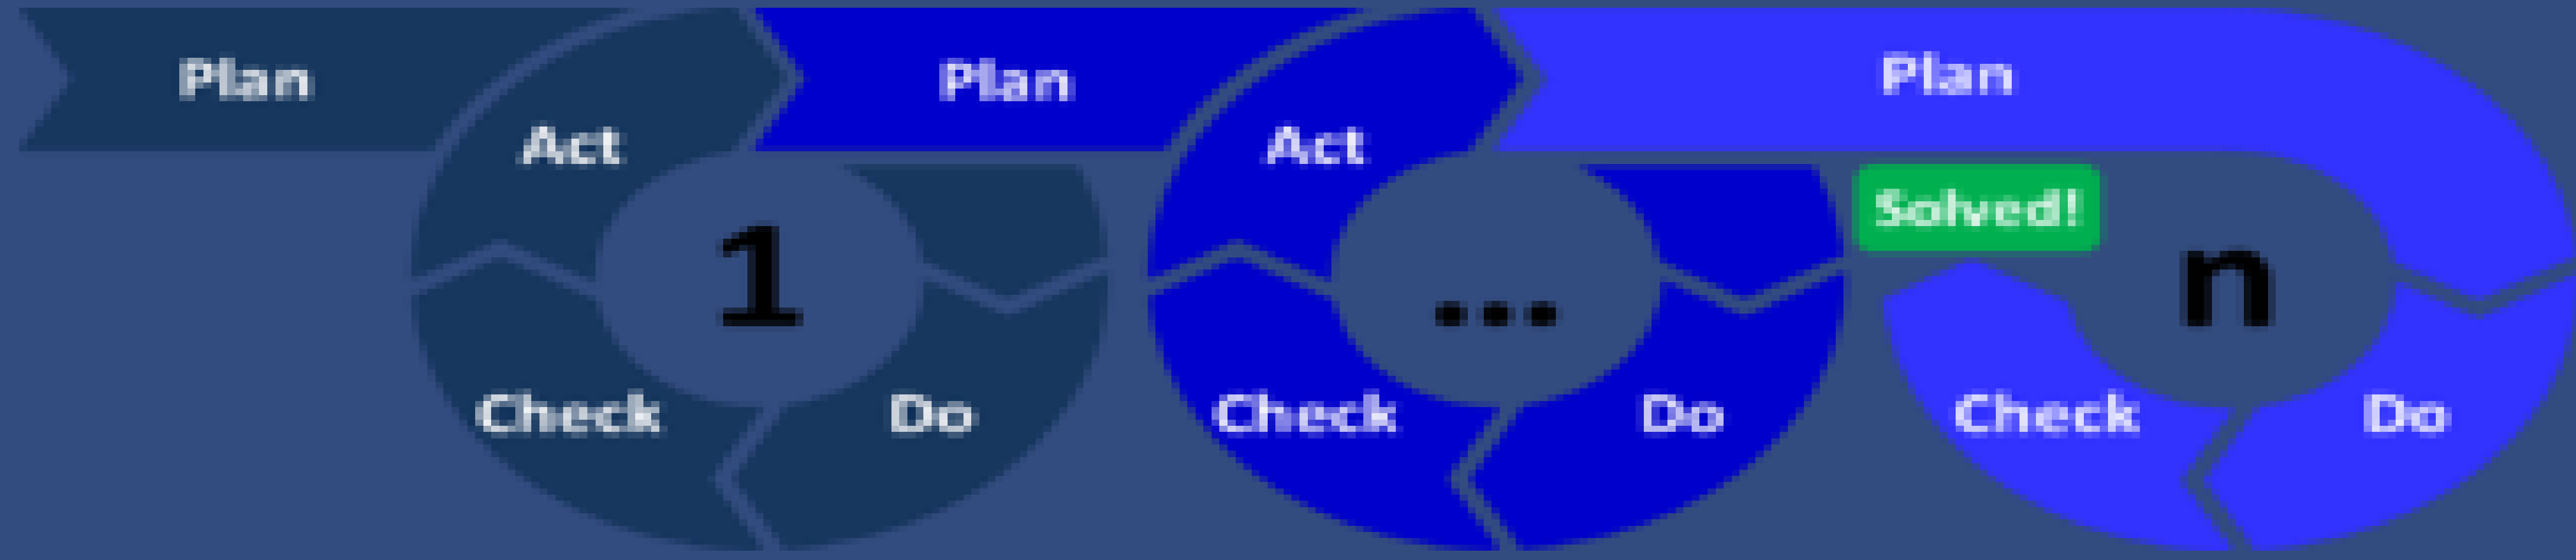 Plan
Act
1
Do
Check
Plan
Act
...
Do
Check
Plan
Solved!
n
Do
Check